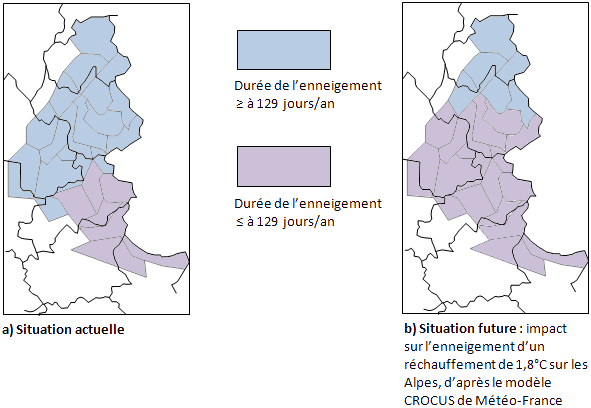 Durée de l'enneigement
≥ à 129 jours/an
Durée de l'enneigement
≤ à 129 jours/an
a) Situation actuelle
b) Situation future : impact
sur l'enneigement d'un
réchauffement de 1,8°C sur les
Alpes, d'après le modèle
CROCUS de Météo-France